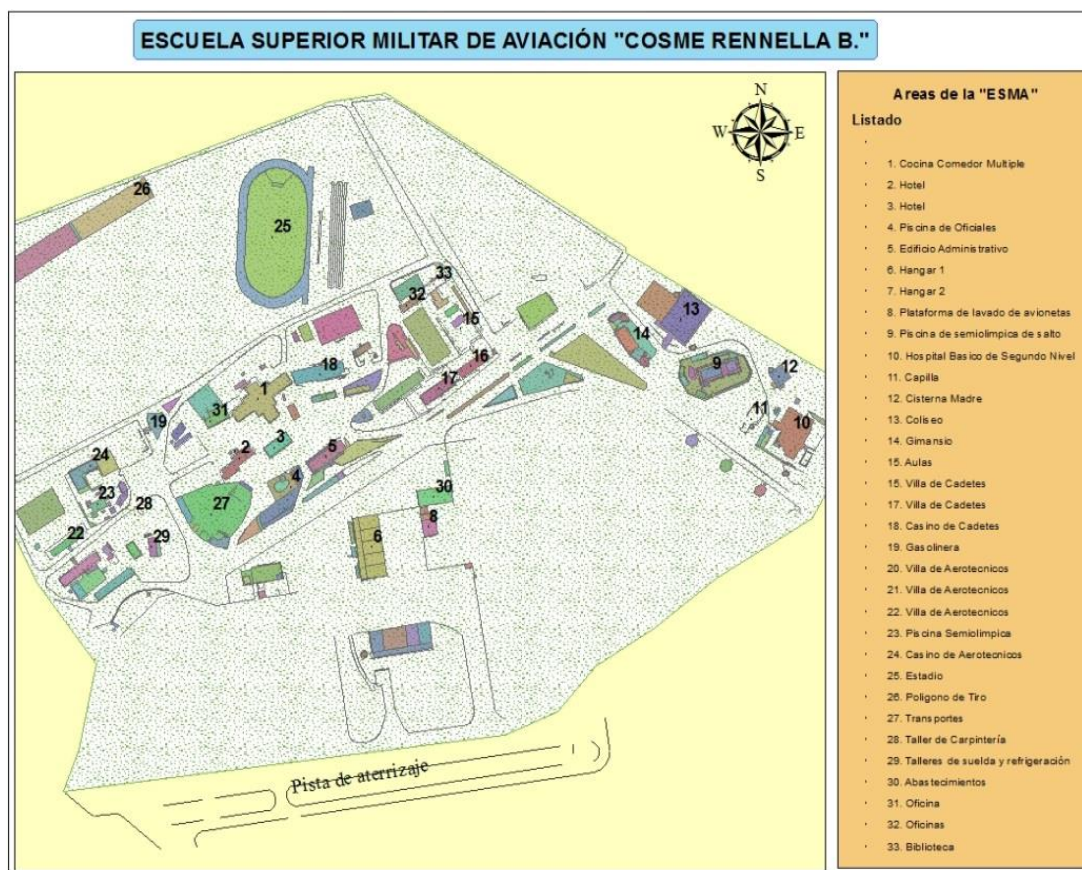 ESCUELA SUPERIOR MILITAR DE AVIACIÓN "COSME RENNELLA B."
N
W
E
S
26
25
33
32
15
13
14
16
18
17
9
12
1
31
11
19
10
3
2
5
24
4
23
30
28
27
8
22
29
6
Pista de aterrizaje
Areas de la "ESMA"
Listado
1. Cocina Comedor Multiple
2. Hotel
3. Hotel
4. Piscina de Oficiales
5. Edificio Administrativo
6. Hangar 1
7. Hangar 2
8. Plataforma de lavado de avionetas
9. Piscina de semiolimpica de salto
10. Hospital Basico de Segundo Nivel
11. Capilla
12. Cisterna Madre
13. Coliseo
14. Gimansio
15. Aulas
15. Villa de Cadetes
17. Villa de Cadetes
18. Casino de Cadetes
19. Gasolinera
20. Villa de Aerotecnicos
21. Villa de Aerotecnicos
22. Villa de Aerotecnicos
23. Piscina Semiolímpica
24. Casino de Aerotecnicos
25. Estadio
26. Poligono de Tiro
27. Transportes
28. Taller de Carpintería
29. Talleres de suelda y refrigeración
30. Abastecimientos
31. Oficina
32. Oficinas
33. Biblioteca